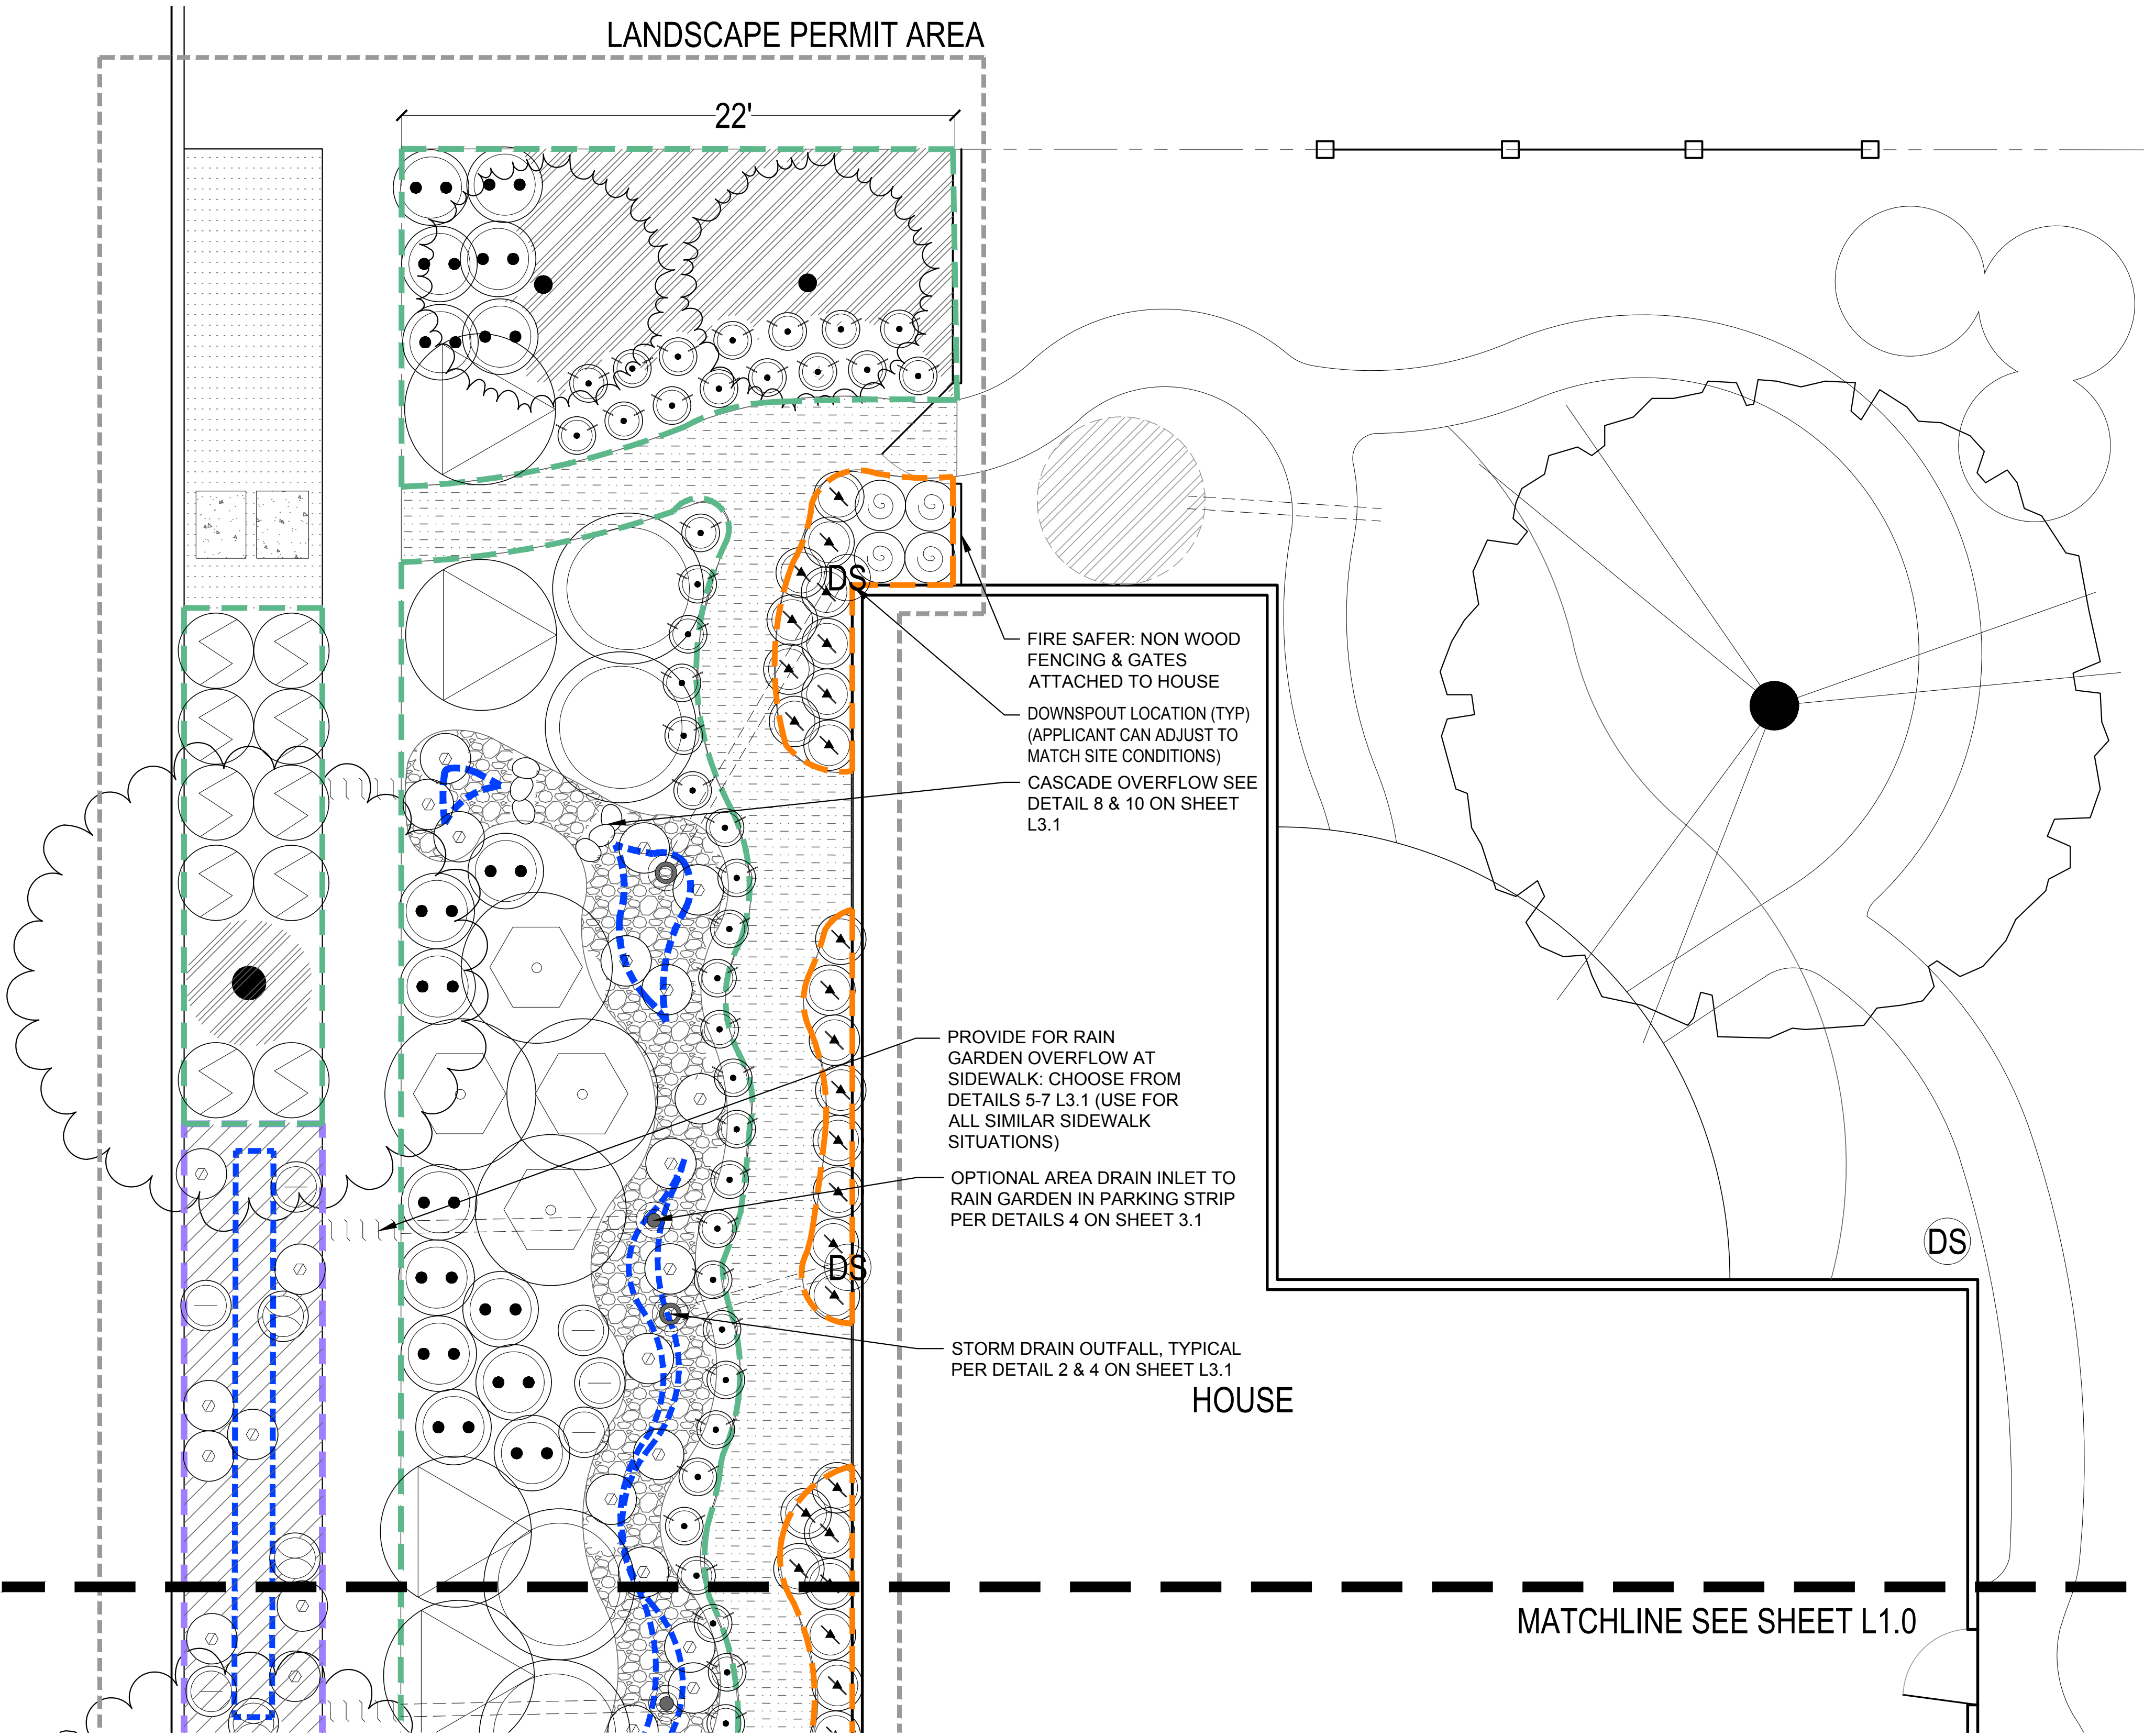 LANDSCAPE PERMIT AREA
22'
DS
FIRE SAFER: NON WOOD
FENCING & GATES
ATTACHED TO HOUSE
DOWNSPOUT LOCATION (TYP)
(APPLICANT CAN ADJUST TO
MATCH SITE CONDITIONS)
CASCADE OVERFLOW SEE
DETAIL 8 & 10 ON SHEET
L3.1
PROVIDE FOR RAIN
GARDEN OVERFLOW AT
SIDEWALK: CHOOSE FROM
DETAILS 5-7 L3.1 (USE FOR
ALL SIMILAR SIDEWALK
SITUATIONS)
OPTIONAL AREA DRAIN INLET TO
RAIN GARDEN IN PARKING STRIP
PER DETAILS 4 ON SHEET 3.1
DS
DS
STORM DRAIN OUTFALL, TYPICAL
PER DETAIL 2 & 4 ON SHEET L3.1
HOUSE
MATCHLINE SEE SHEET L1.0